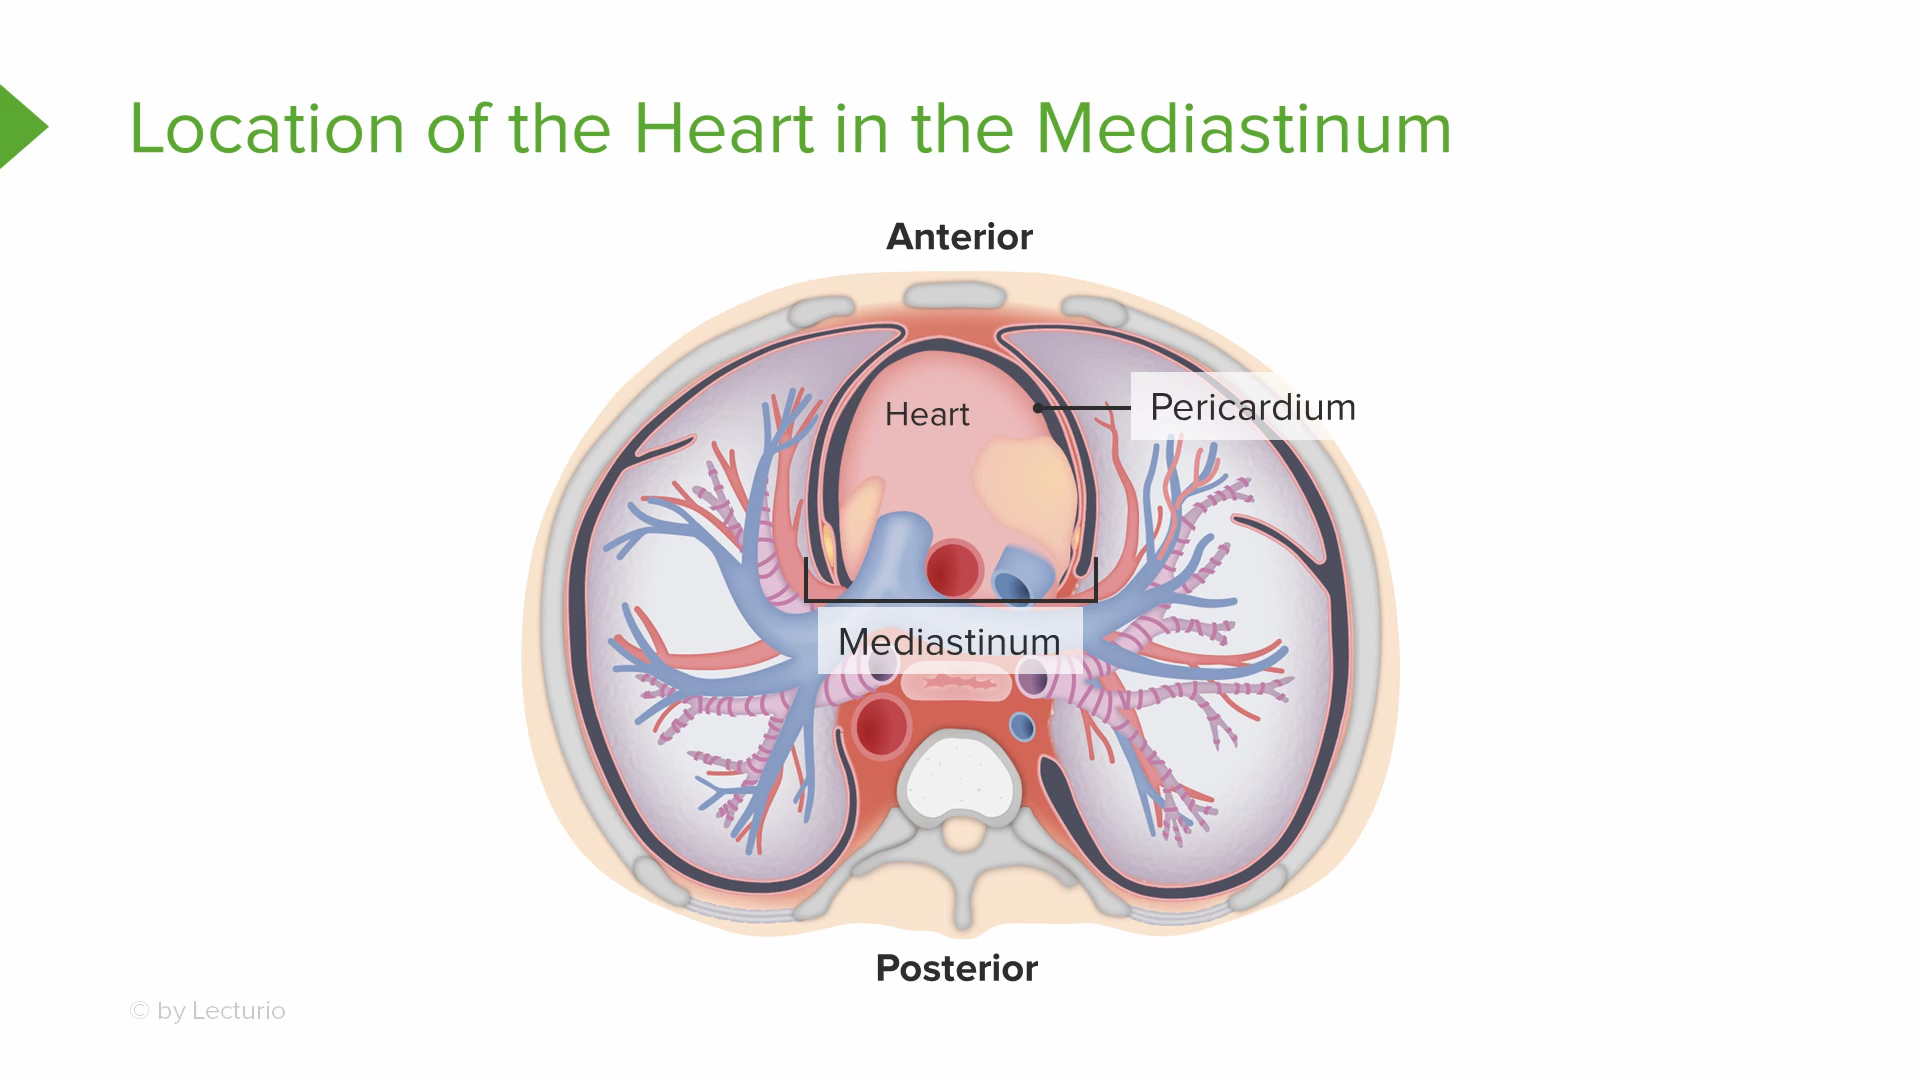 Location of the Heart in the Mediastinum
Anterior
Heart
Pericardium
Mediastinum
Posterior
© by Lecturio